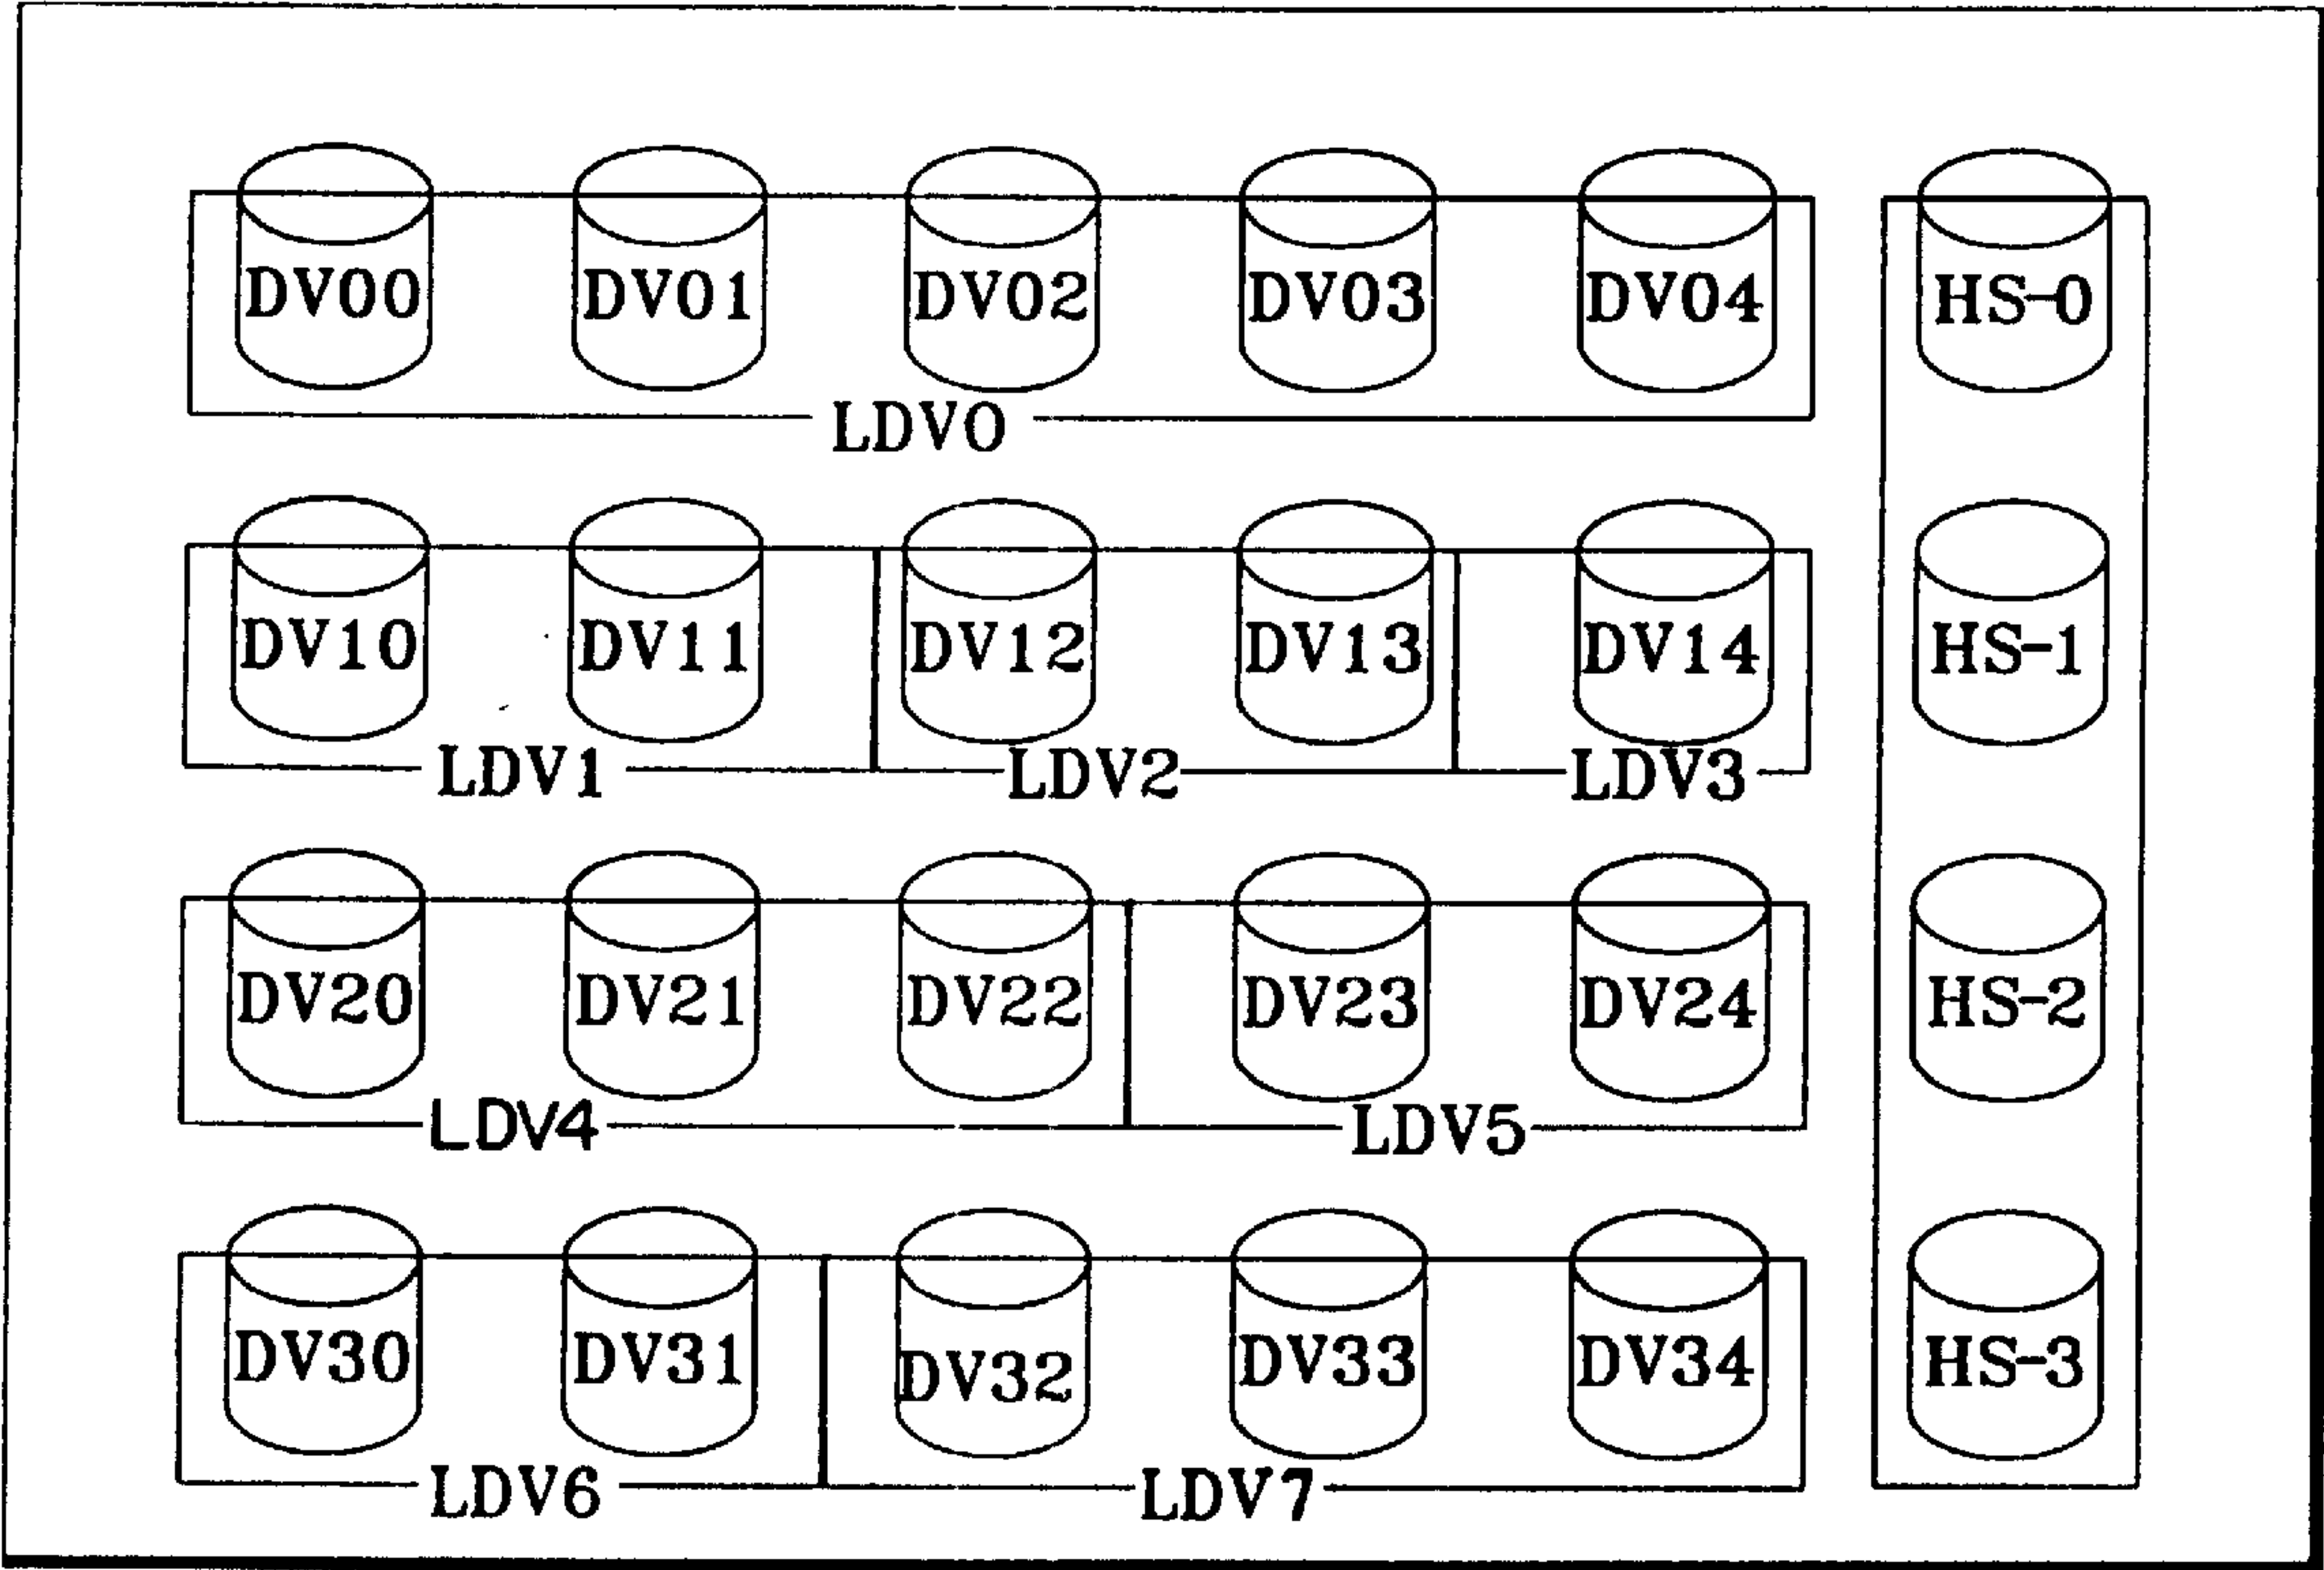 DV00 DV01 DV02 DV03 DV04 HS-0
LDV0
DV10 DV11 DV12 DV13 DV14 HS-1
LDV1 LDV2 LDV3
DV20 DV21 DV22 DV23 DV24 HS-2
LDV4 LDV5
DV30 DV31 DV32 DV33 DV34 HS-3
LDV6 LDV7